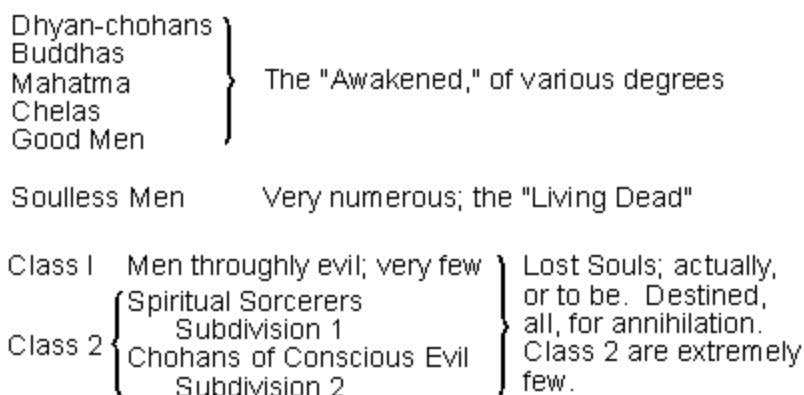 Dhyan-chohans
Buddhas
Mahatma
Chelas
Good Men
The "Awakened," of various degrees
Soulless Men Very numerous; the "Living Dead"
Class I Men throughly evil; very few
Class 2
Spiritual Sorcerers
Subdivision 1
Chohans of Conscious Evil
Subdivision 2
Lost Souls; actually,
or to be. Destined,
all, for annihilation.
Class 2 are extremely
few.